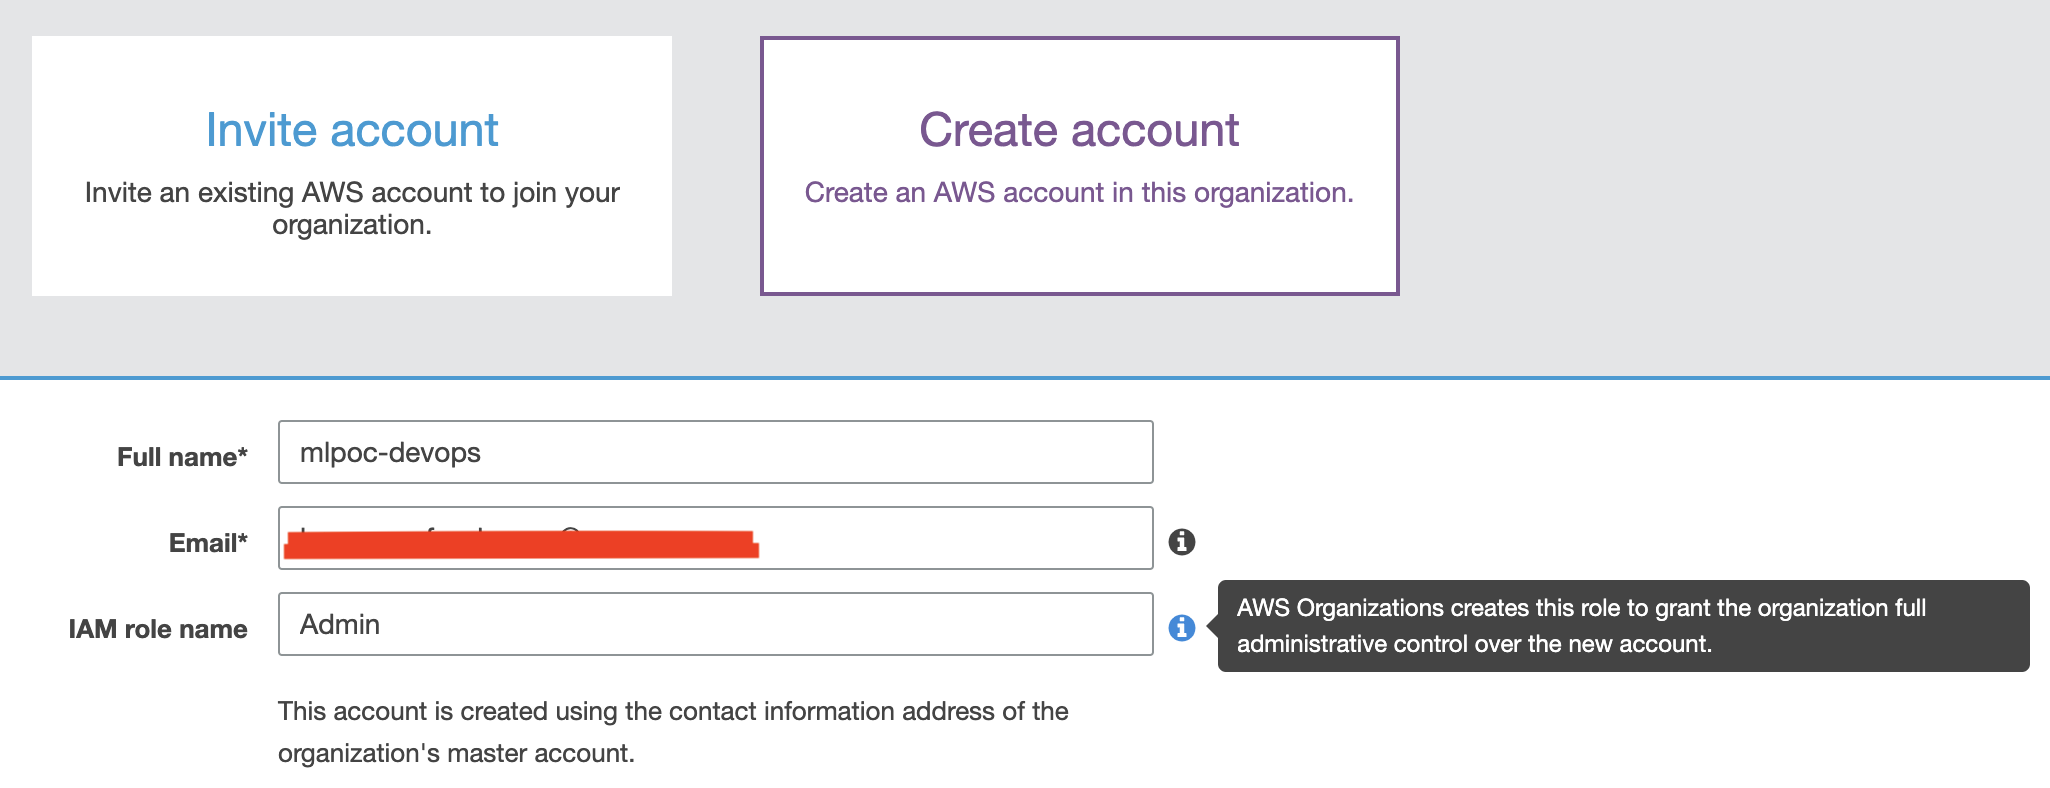 Invite account
Invite an existing AWS account to join your
organization.
Create account
Create an AWS account in this organization.
Full name*
mlpoc-devops
Email*
IAM role name
Admin
AWS Organizations creates this role to grant the organization full
administrative control over the new account.
This account is created using the contact information address of the
organization's master account.